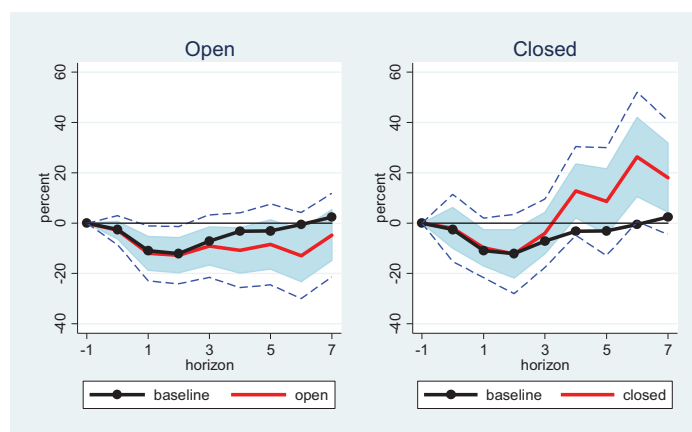 Open
60
40
20
0
-20
-40
percent
-1 1 3 5 7
horizon
baseline open
Closed
60
40
20
0
-20
-40
percent
-1 1 3 5 7
horizon
baseline closed